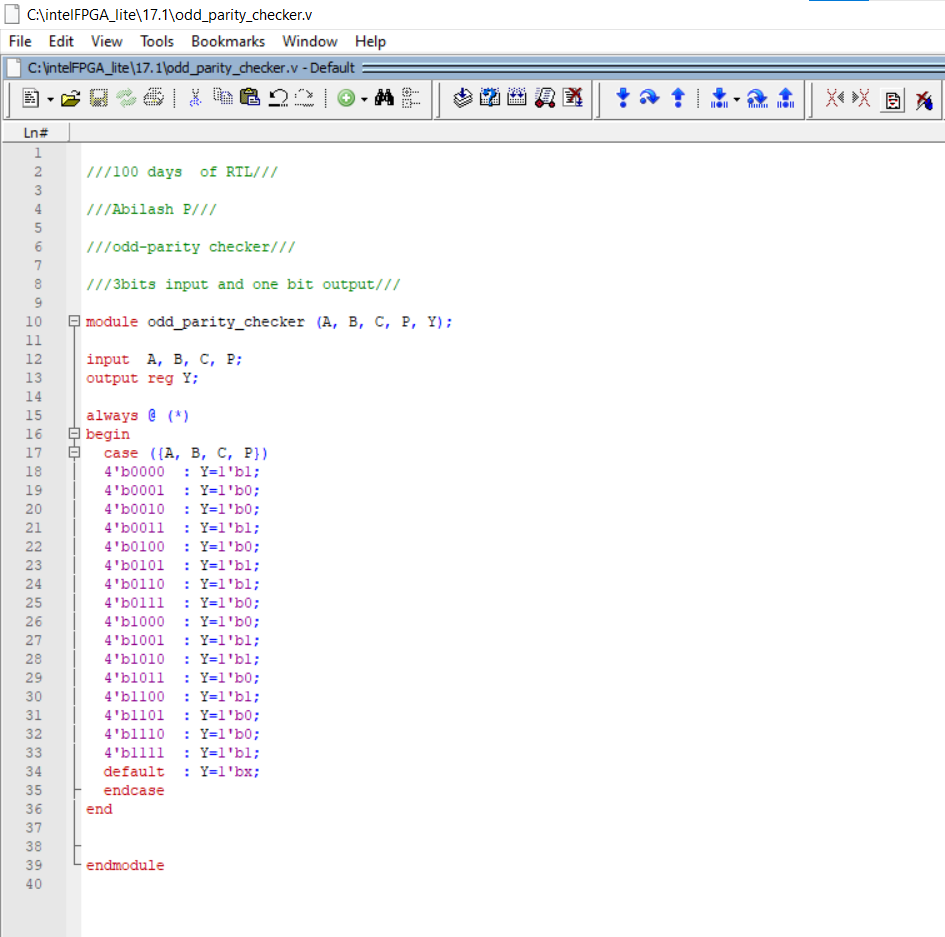 C:\intelFPGA_lite\17.1\odd_parity_checker.v
File Edit View Tools Bookmarks Window Help
C:\intelFPGA_lite\17.1\odd_parity_checker.v - Default
Ln#
1
2 ///100 days  of RTL///
3
4 ///Abilash P///
5
6 ///odd-parity checker///
7
8 ///3bits input and one bit output///
9
10 module odd_parity_checker (A, B, C, P, Y);
11
12 input  A, B, C, P;
13 output reg Y;
14
15 always @ (*)
16 begin
17 case ({A, B, C, P})
18 4'b0000  : Y=1'b1;
19 4'b0001  : Y=1'b0;
20 4'b0010  : Y=1'b0;
21 4'b0011  : Y=1'b1;
22 4'b0100  : Y=1'b0;
23 4'b0101  : Y=1'b1;
24 4'b0110  : Y=1'b1;
25 4'b0111  : Y=1'b0;
26 4'b1000  : Y=1'b0;
27 4'b1001  : Y=1'b1;
28 4'b1010  : Y=1'b1;
29 4'b1011  : Y=1'b0;
30 4'b1100  : Y=1'b1;
31 4'b1101  : Y=1'b0;
32 4'b1110  : Y=1'b0;
33 4'b1111  : Y=1'b1;
34 default  : Y=1'bx;
35 endcase
36 end
37
38
39 endmodule
40